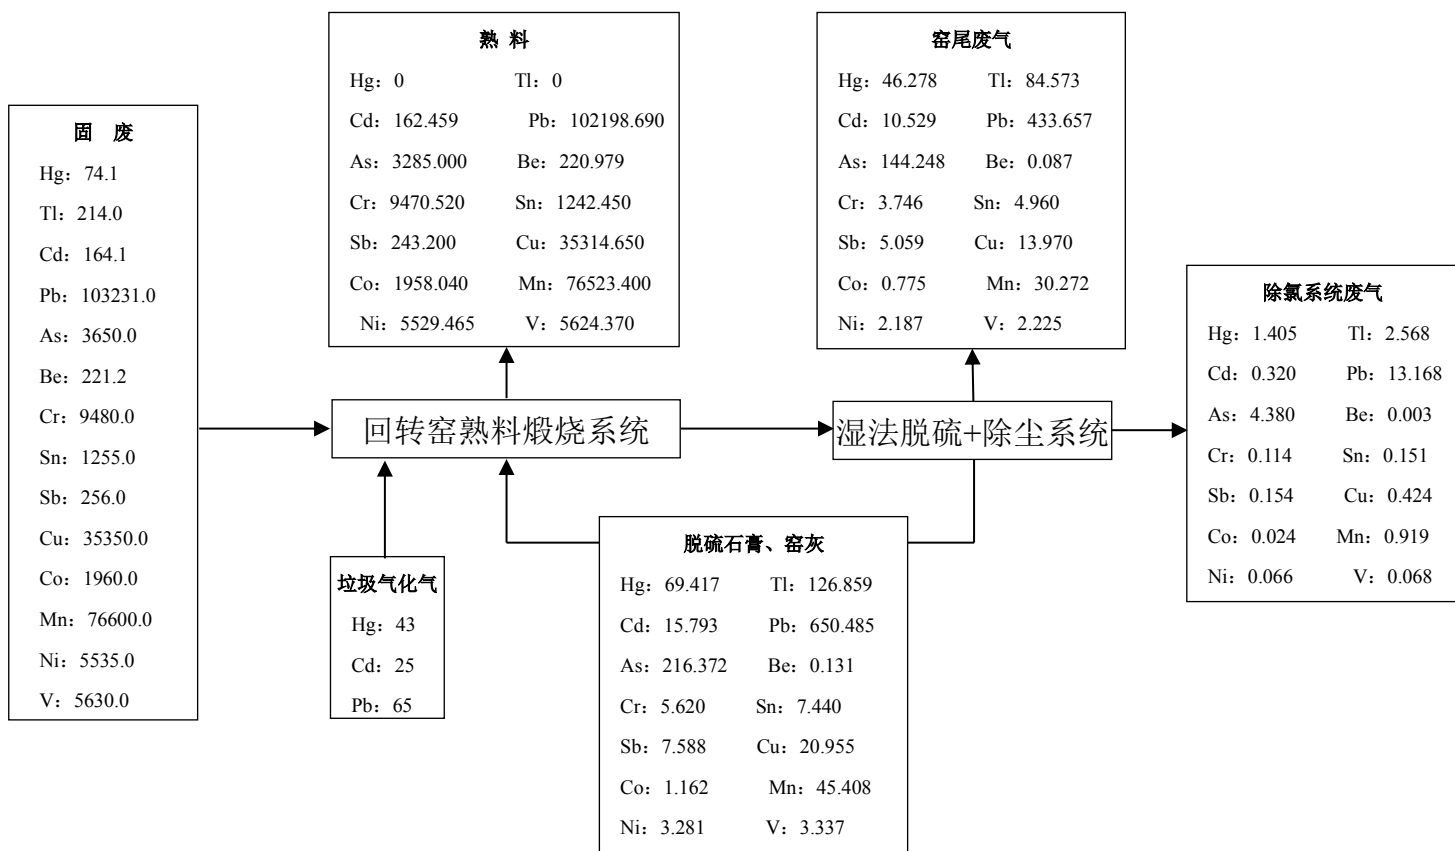 固 废
Hg：74.1
Tl：214.0
Cd：164.1
Pb：103231.0
As：3650.0
Be：221.2
Cr：9480.0
Sn：1255.0
Sb：256.0
Cu：35350.0
Co：1960.0
Mn：76600.0
Ni：5535.0
V：5630.0
熟 料
Hg：0 Tl：0
Cd：162.459 Pb：102198.690
As：3285.000 Be：220.979
Cr：9470.520 Sn：1242.450
Sb：243.200 Cu：35314.650
Co：1958.040 Mn：76523.400
Ni：5529.465 V：5624.370
回转窑熟料煅烧系统
垃圾气化气
Hg：43
Cd：25
Pb：65
窑尾废气
Hg：46.278 Tl：84.573
Cd：10.529 Pb：433.657
As：144.248 Be：0.087
Cr：3.746 Sn：4.960
Sb：5.059 Cu：13.970
Co：0.775 Mn：30.272
Ni：2.187 V：2.225
湿法脱硫+除尘系统
脱硫石膏、窑灰
Hg：69.417 Tl：126.859
Cd：15.793 Pb：650.485
As：216.372 Be：0.131
Cr：5.620 Sn：7.440
Sb：7.588 Cu：20.955
Co：1.162 Mn：45.408
Ni：3.281 V：3.337
除氯系统废气
Hg：1.405 Tl：2.568
Cd：0.320 Pb：13.168
As：4.380 Be：0.003
Cr：0.114 Sn：0.151
Sb：0.154 Cu：0.424
Co：0.024 Mn：0.919
Ni：0.066 V：0.068